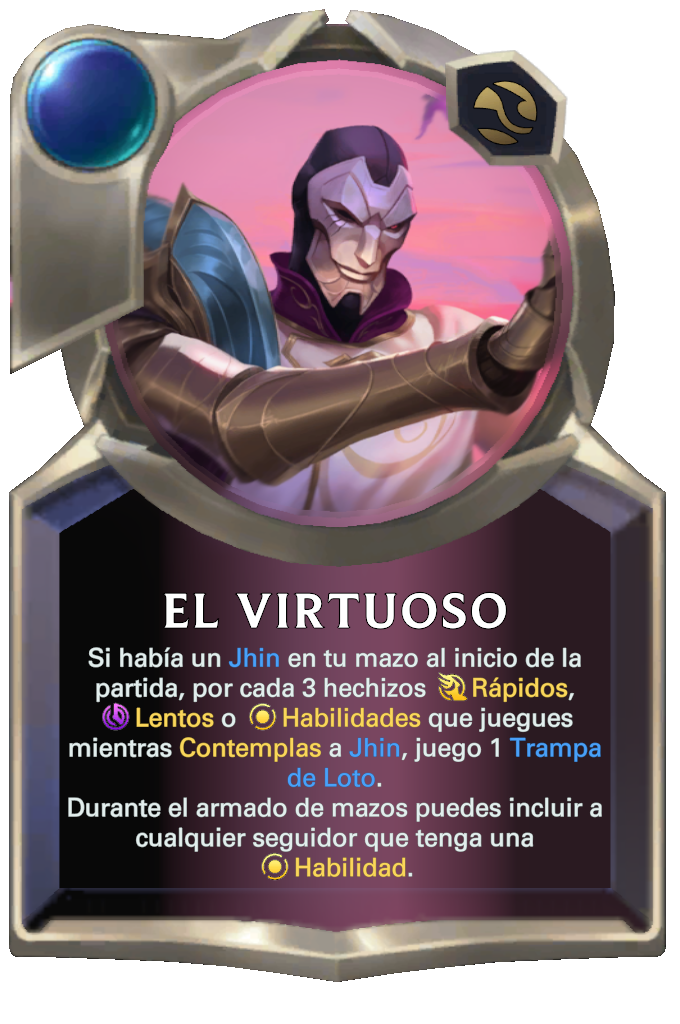 EL VIRTUOSO
Si había un Jhin en tu mazo al inicio de la
partida, por cada 3 hechizos Rápidos,
Lentos o Habilidades que juegues
mientras Contemplas a Jhin, juego 1 Trampa
de Loto.
Durante el armado de mazos puedes incluir a
cualquier seguidor que tenga una
Habilidad.